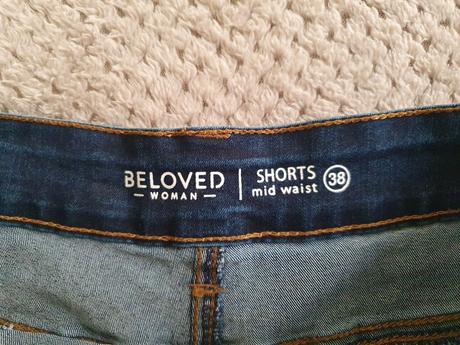 BELOVED
WOMAN
SHORTS
mid waist
38